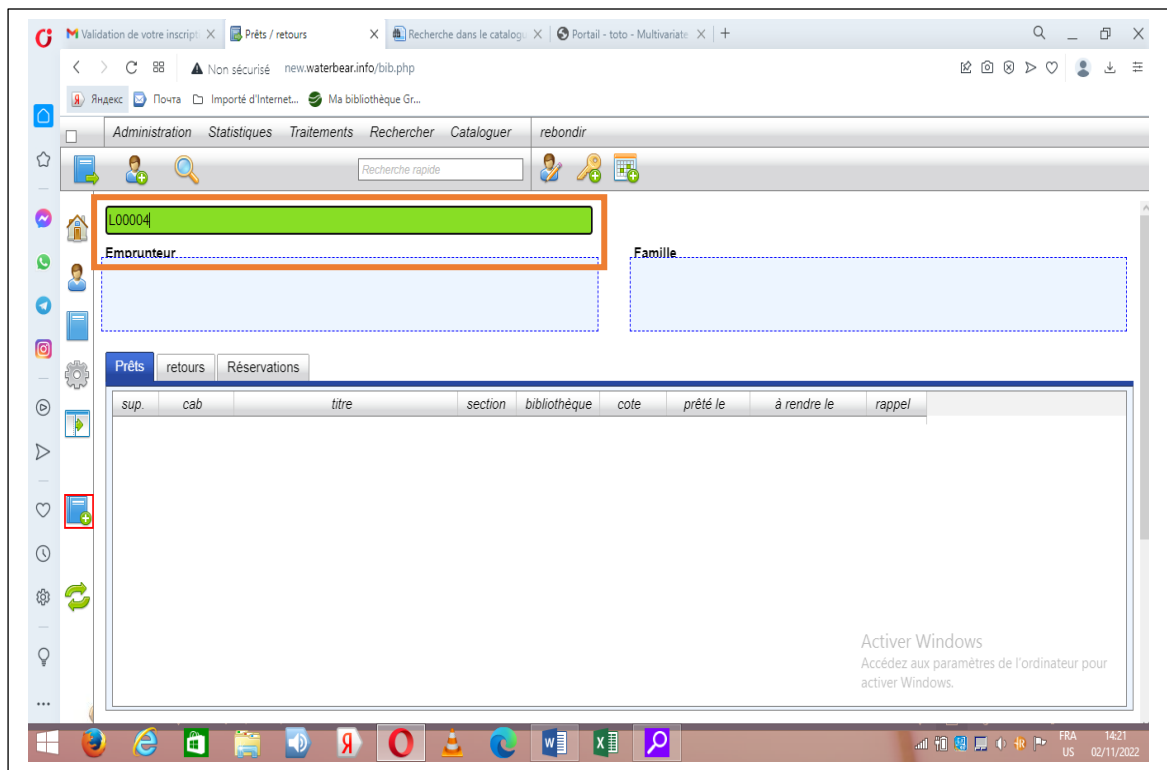 Validation de votre inscript
Prêts / retours
Recherche dans le catalog
Portail - toto - Multivariate
Non sécurisé new.waterbear.info/bib.php
Яндекс Почта Importé d'Internet... Ma bibliothèque Gr...
Administration Statistiques Traitements Rechercher Cataloguer rebondir
Recherche rapide
L00004
Emprunteur Famille
Prêts retours Réservations
sup. cab titre section bibliothèque cote prêté le à rendre le rappel
Activer Windows
Accédez aux paramètres de l'ordinateur pour
activer Windows.
FRA 14:21
US 02/11/2022